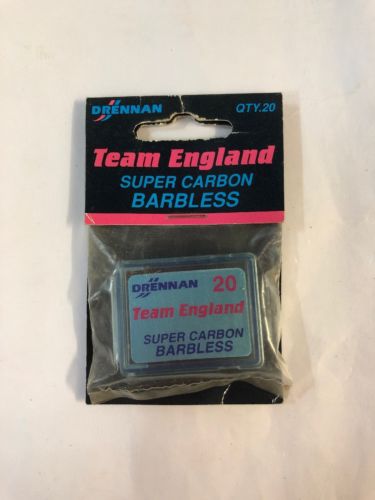 DRENNAN QTY.20
Team England
SUPER CARBON
BARBLESS
DRENNAN 20
Team England
SUPER CARBON
BARBLESS